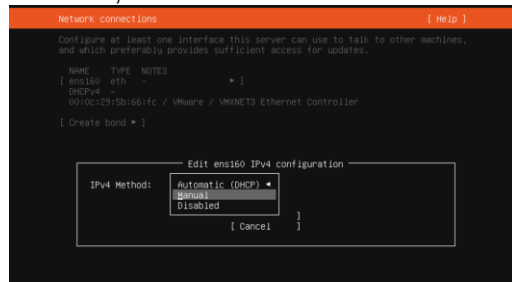 Network connections [ Help ]
Configure at least one interface this server can use to talk to other machines,
and which preferably provides sufficient access for updates.
NAME TYPE NOTES
[ ens160 eth - ▸ ]
DHCPv4 -
00:0c:29:5b:66:fc / VMware / VMXNET3 Ethernet Controller
[ Create bond ▸ ]
Edit ens160 IPv4 configuration
IPv4 Method: Automatic (DHCP) ◂
Manual
Disabled
]
[ Cancel ]